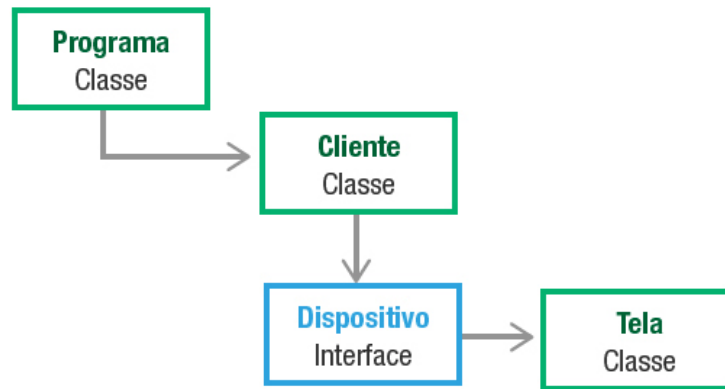 Programa
Classe
Cliente
Classe
Dispositivo
Interface
Tela
Classe